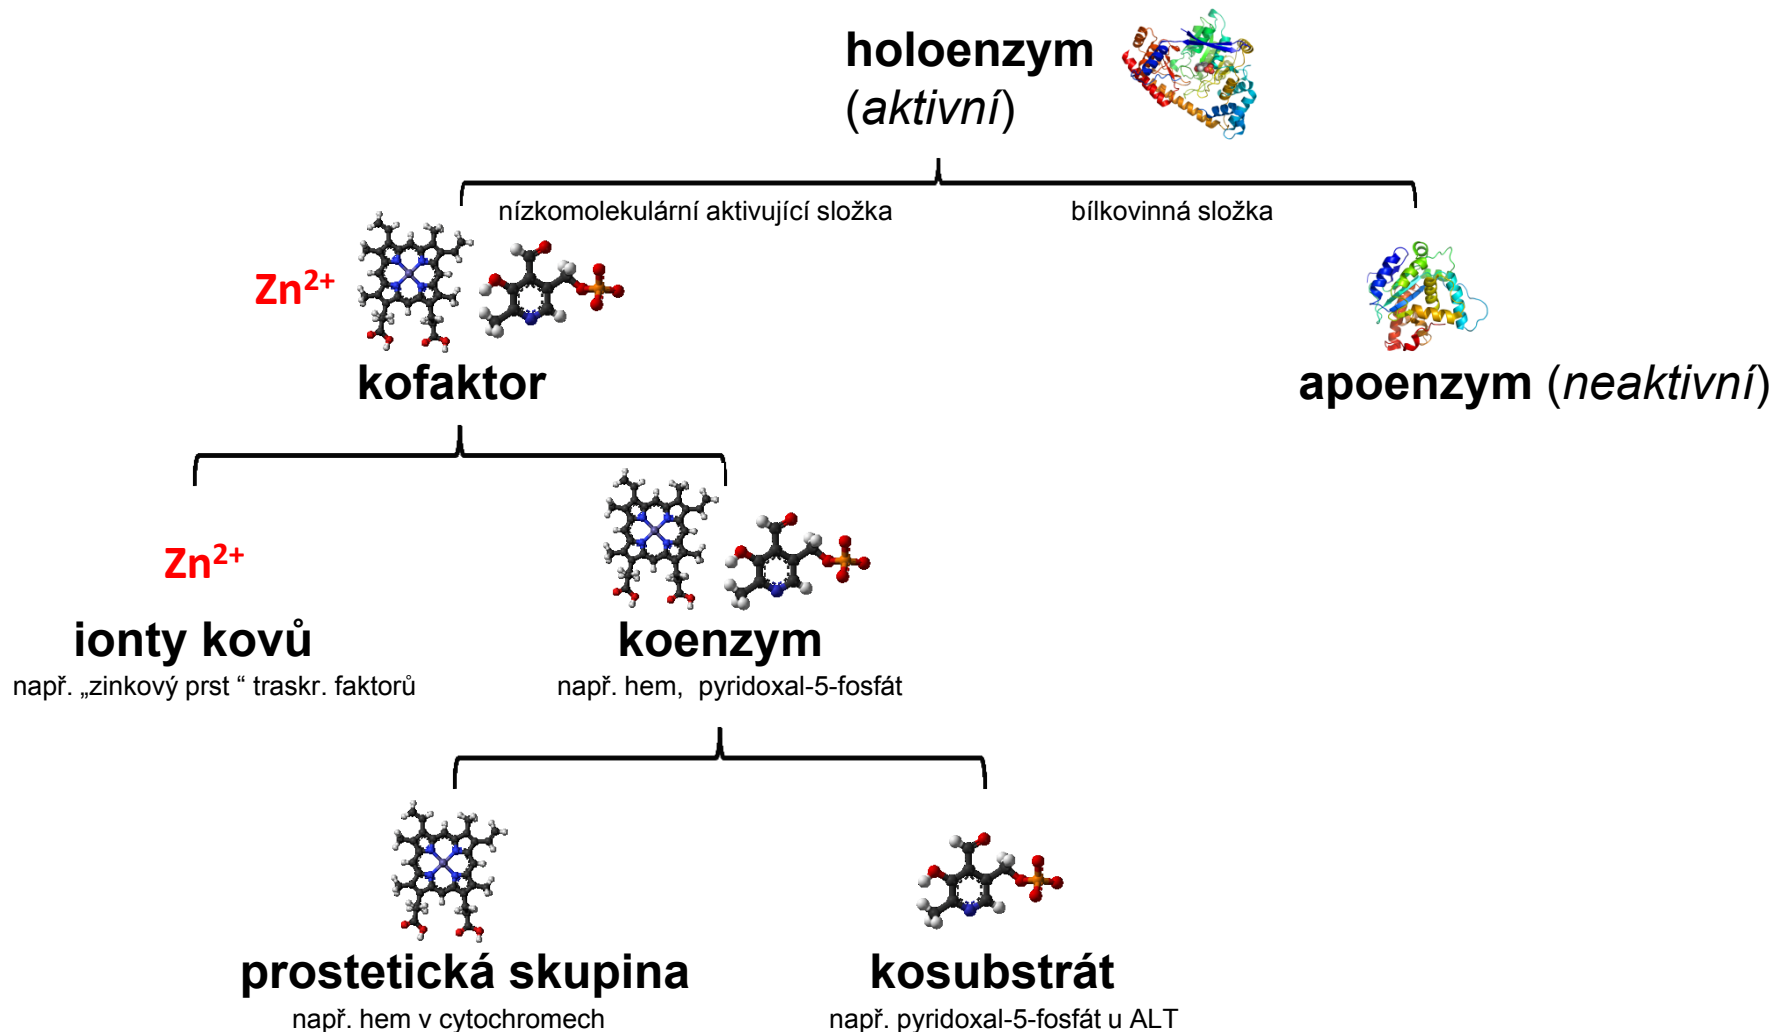 holoenzym
(aktivní)
nízkomolekulární aktivující složka
bílkovinná složka
Zn²⁺
kofaktor
apoenzym (neaktivní)
Zn²⁺
ionty kovů
např. „zinkový prst “ traskr. faktorů
koenzym
např. hem, pyridoxal-5-fosfát
prostetická skupina
např. hem v cytochromech
kosubstrát
např. pyridoxal-5-fosfát u ALT